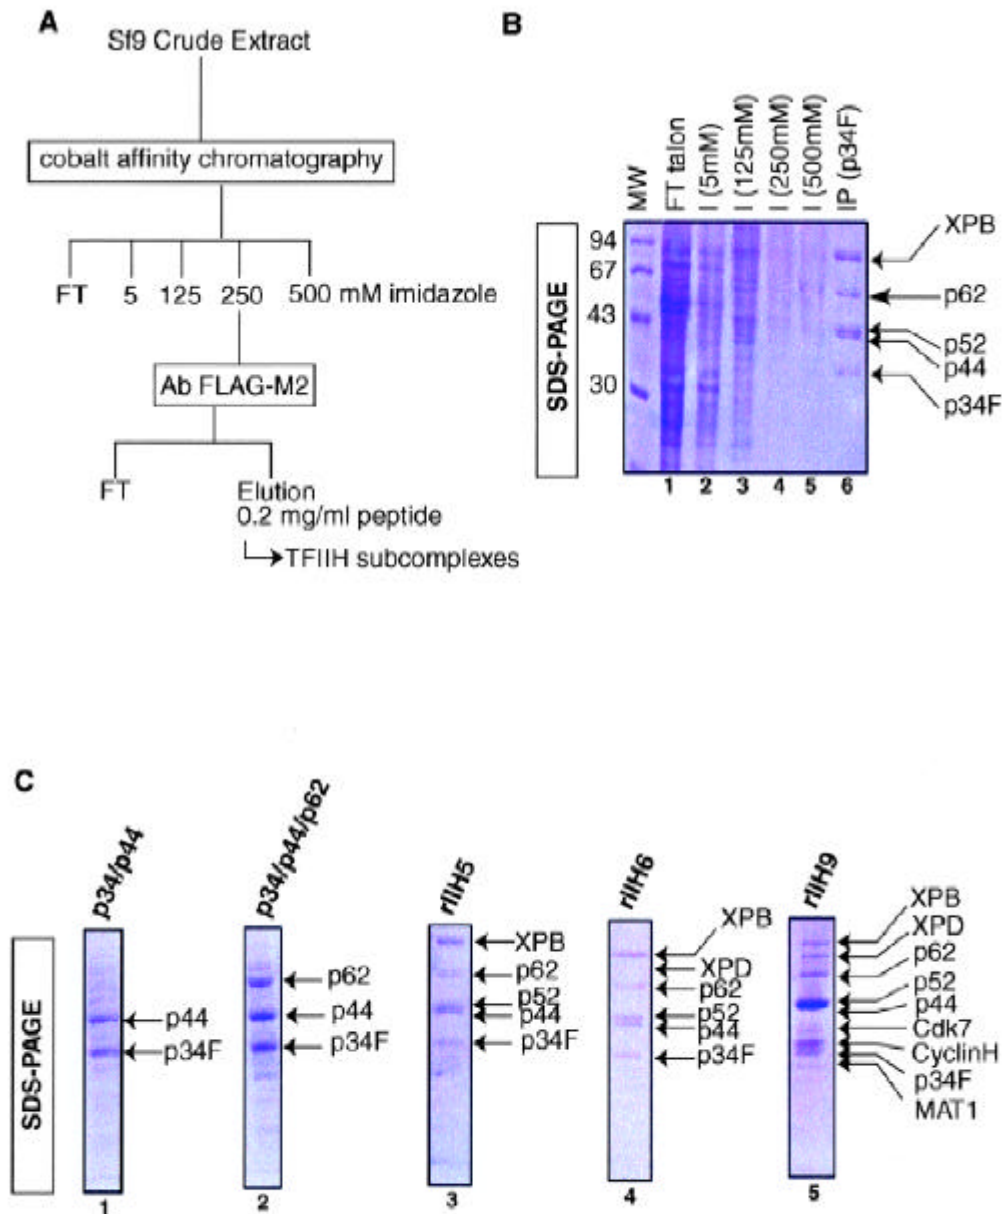 A
Sf9 Crude Extract
cobalt affinity chromatography
FT 5 125 250 500 mM imidazole
Ab FLAG-M2
FT Elution
0.2 mg/ml peptide
TFIIH subcomplexes
B
MW
FT talon
I (5mM)
I (125mM)
I (250mM)
I (500mM)
IP (p34F)
SDS-PAGE
94
67
43
30
XPB
p62
p52
p44
p34F
1 2 3 4 5 6
C
SDS-PAGE
p34/p44
p44
p34F
1
p34/p44/p62
p62
p44
p34F
2
rIIH5
XPB
p62
p52
p44
p34F
3
rIIH6
XPB
XPD
p62
p52
p44
p34F
4
rIIH9
XPB
XPD
p62
p52
p44
Cdk7
CyclinH
p34F
MAT1
5